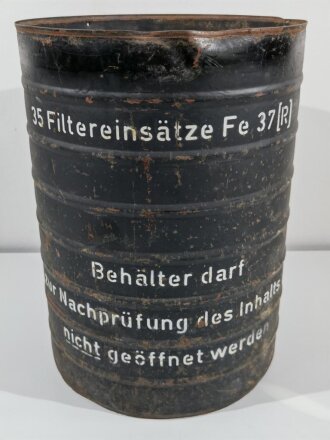 35 Filtereinsätze Fe 37 [R]
Behälter darf
zur Nachprüfung des Inhalts
nicht geöffnet werden